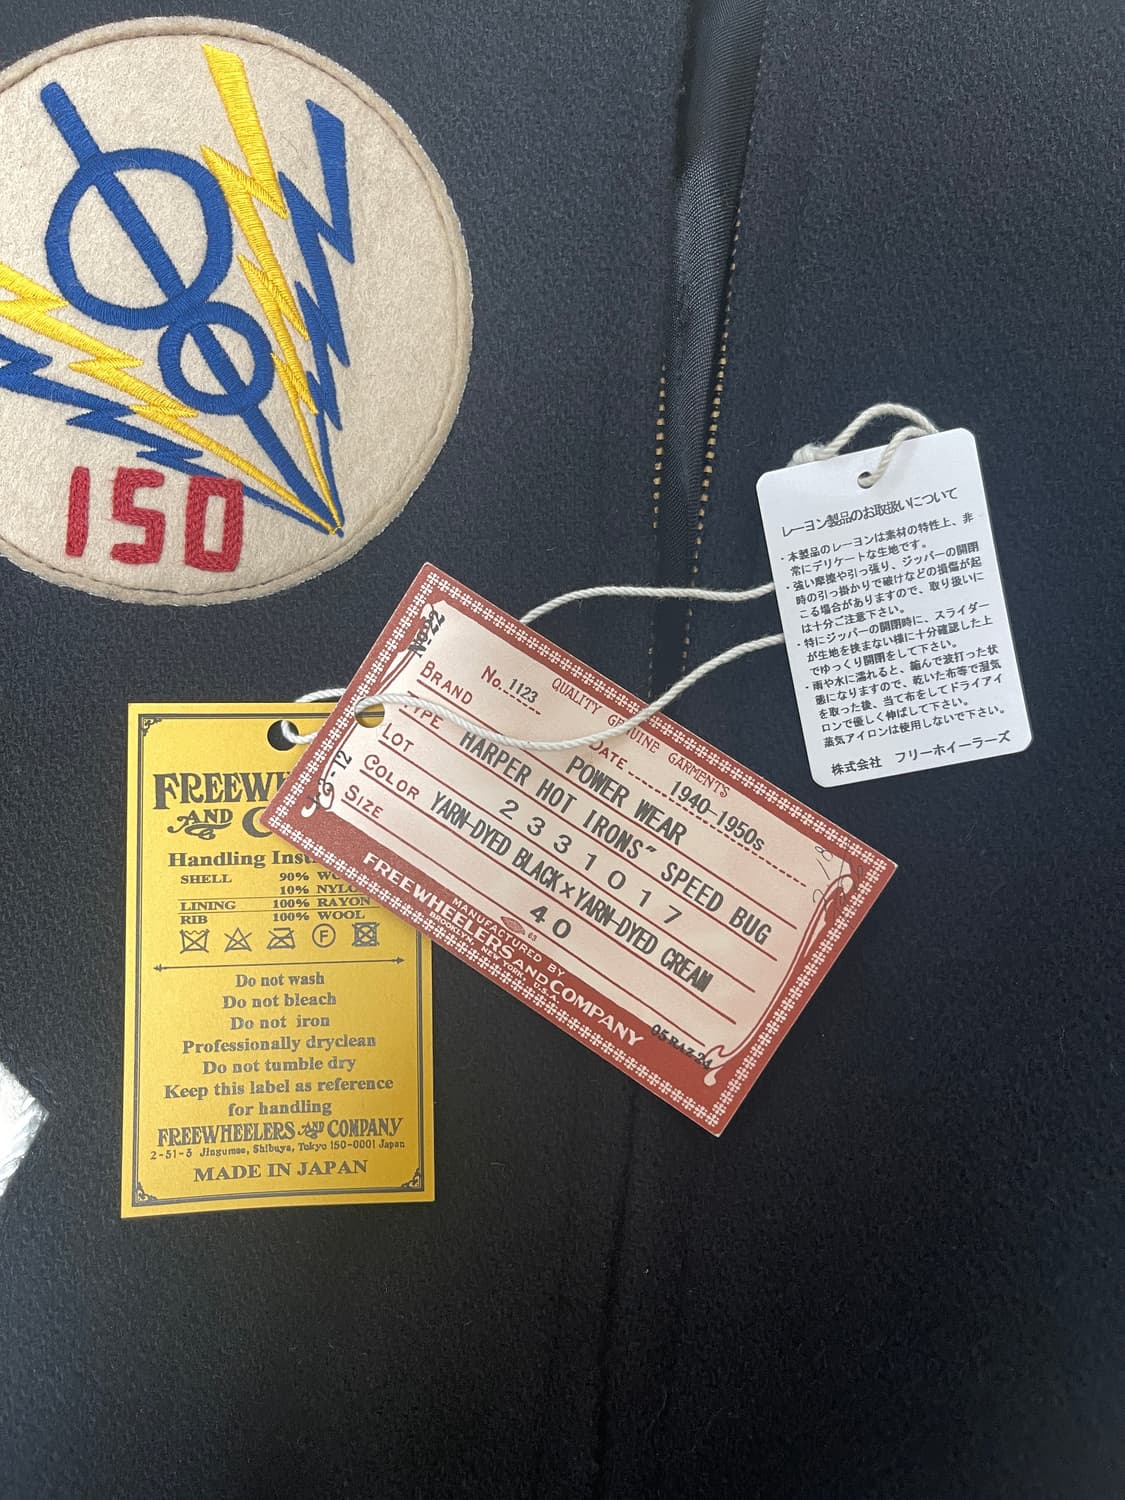 150
FREEWHE
AND C
Handling Inst
SHELL 90% WO
10% NYLO
LINING 100% RAYON
RIB 100% WOOL
F
Do not wash
Do not bleach
Do not iron
Professionally dryclean
Do not tumble dry
Keep this label as reference
for handling
FREEWHEELERS AND COMPANY
2-51-3 Jingumae, Shibuya, Tokyo 150-0001 Japan
MADE IN JAPAN
QUALITY GENUINE GARMENTS
No. 1123 DATE 1940-1950s
BRAND POWER WEAR
TYPE HARPER HOT IRONS" SPEED BUG
LOT 2331017
COLOR YARN-DYED BLACK×YARN-DYED CREAM
SIZE 40
MANUFACTURED BY
FREEWHEELERS AND COMPANY
BROOKLYN, NEW YORK, U.S.A.
レーヨン製品のお取扱いについて
・本製品のレーヨンは素材の特性上、非
常にデリケートな生地です。
・強い摩擦や引っ張り、ジッパーの開閉
時の引っ掛かりで破けなどの損傷が起
こる場合がありますので、取り扱いに
は十分ご注意下さい。
・特にジッパーの開閉時に、スライダー
が生地を挟まない様に十分確認した上
でゆっくり開閉をして下さい。
・雨や水に濡れると、縮んで波打った状
態になりますので、乾いた布等で湿気
を取った後、当て布をしてドライアイ
ロンで優しく伸ばして下さい。
蒸気アイロンは使用しないで下さい。
株式会社 フリーホイーラーズ